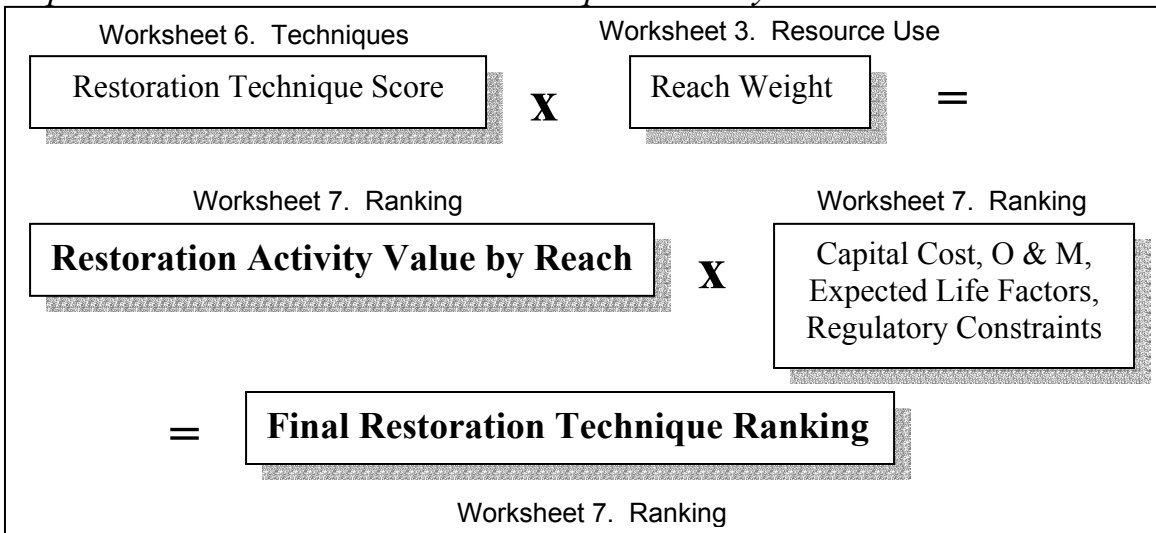 Worksheet 6. Techniques
Worksheet 3. Resource Use
Restoration Technique Score
x
Reach Weight
=
Worksheet 7. Ranking
Worksheet 7. Ranking
Restoration Activity Value by Reach
x
Capital Cost, O & M,
Expected Life Factors,
Regulatory Constraints
=
Final Restoration Technique Ranking
Worksheet 7. Ranking